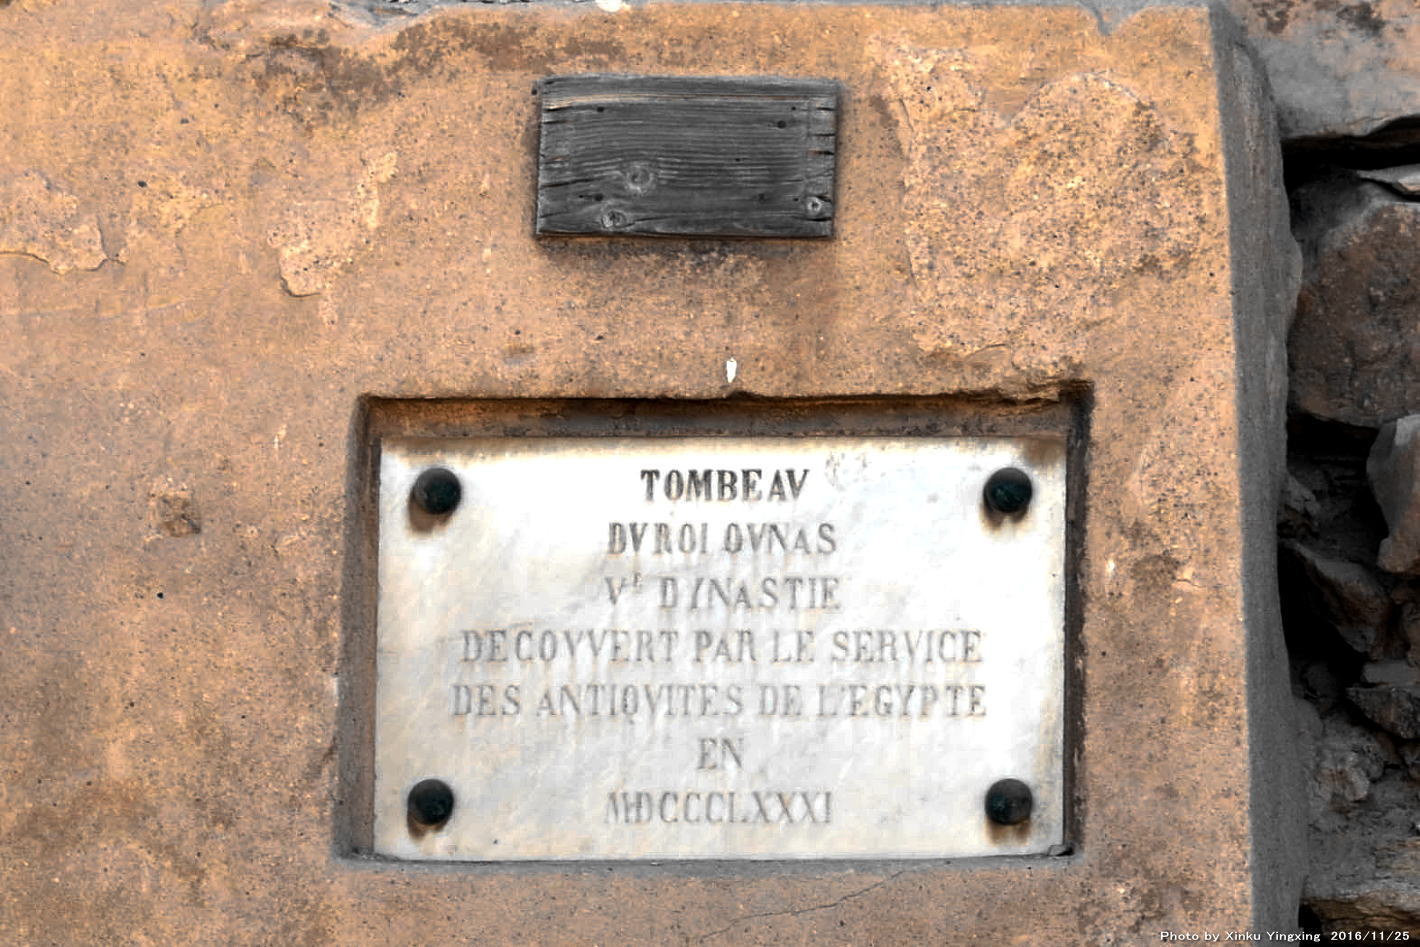 TOMBEAV
DV ROI OVNAS
Vᴱ DYNASTIE
DECOVVERT PAR LE SERVICE
DES ANTIQVITES DE L'EGYPTE
EN
MDCCCLXXXI
Photo by Xinku Yingxing 2016/11/25